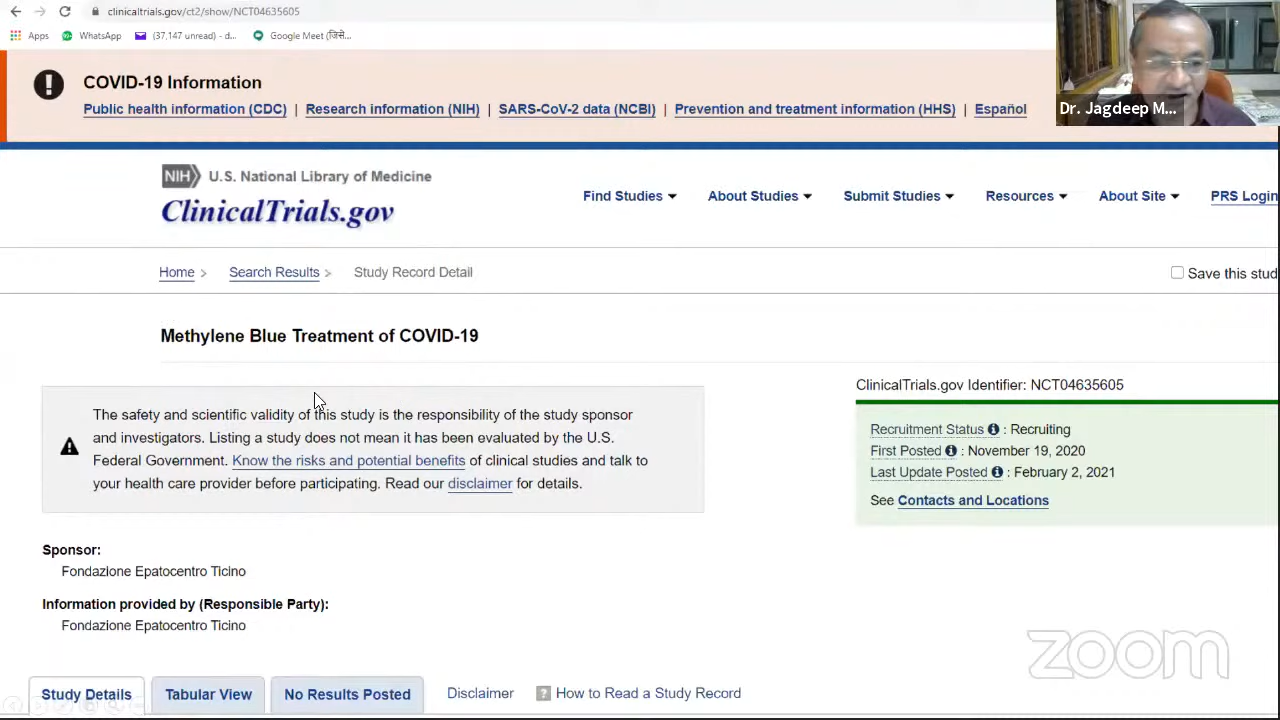 clinicaltrials.gov/ct2/show/NCT04635605
Apps WhatsApp (37,147 unread) - d... Google Meet (जिसे...
COVID-19 Information
Public health information (CDC) | Research information (NIH) | SARS-CoV-2 data (NCBI) | Prevention and treatment information (HHS) | Español
Dr. Jagdeep M...
NIH U.S. National Library of Medicine
ClinicalTrials.gov
Find Studies About Studies Submit Studies Resources About Site PRS Login
Home > Search Results > Study Record Detail
Save this stud
Methylene Blue Treatment of COVID-19
The safety and scientific validity of this study is the responsibility of the study sponsor
and investigators. Listing a study does not mean it has been evaluated by the U.S.
Federal Government. Know the risks and potential benefits of clinical studies and talk to
your health care provider before participating. Read our disclaimer for details.
ClinicalTrials.gov Identifier: NCT04635605
Recruitment Status : Recruiting
First Posted : November 19, 2020
Last Update Posted : February 2, 2021
See Contacts and Locations
Sponsor:
Fondazione Epatocentro Ticino
Information provided by (Responsible Party):
Fondazione Epatocentro Ticino
zoom
Study Details Tabular View No Results Posted Disclaimer ? How to Read a Study Record